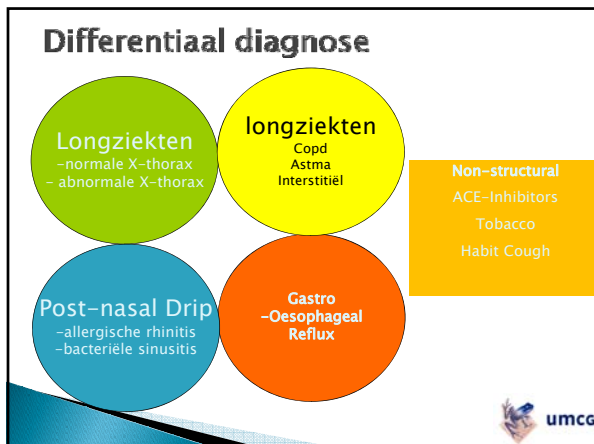 Differentiaal diagnose
Longziekten
-normale X-thorax
- abnormale X-thorax
longziekten
Copd
Astma
Interstitiël
Non-structural
ACE-Inhibitors
Tobacco
Habit Cough
Post-nasal Drip
-allergische rhinitis
-bacteriële sinusitis
Gastro
-Oesophageal
Reflux
umcg